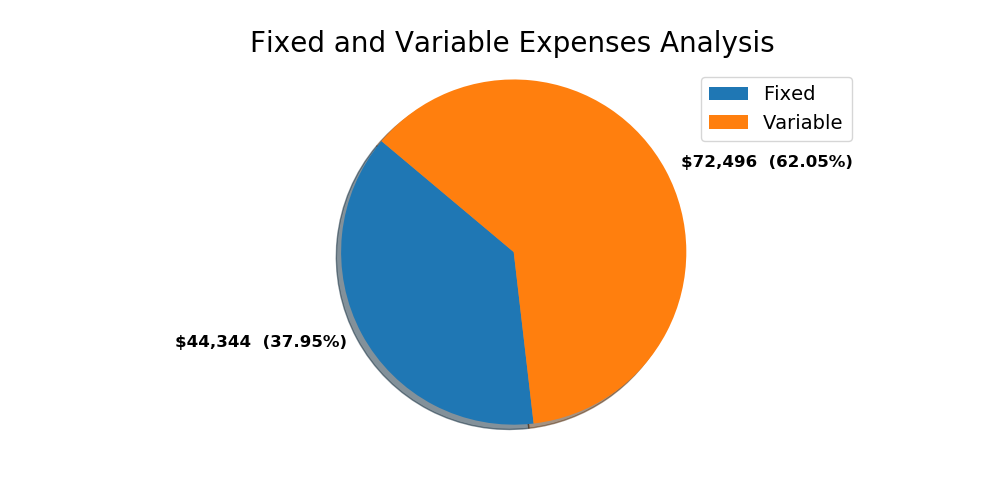 Fixed and Variable Expenses Analysis
Fixed
Variable
$72,496  (62.05%)
$44,344  (37.95%)